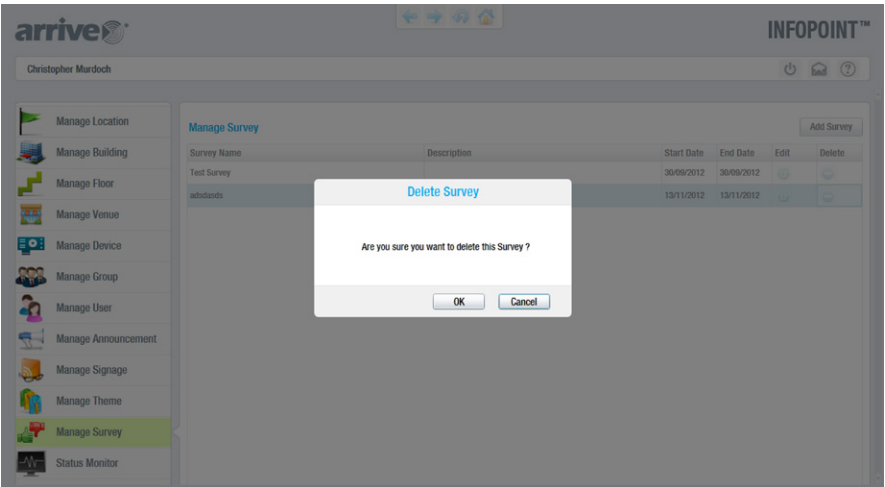 arrive
INFOPOINT™
Christopher Murdoch
Manage Location
Manage Building
Manage Floor
Manage Venue
Manage Device
Manage Group
Manage User
Manage Announcement
Manage Signage
Manage Theme
Manage Survey
Status Monitor
Manage Survey
Add Survey
Survey Name Description Start Date End Date Edit Delete
Test Survey 30/09/2012 30/09/2012
13/11/2012 13/11/2012
Delete Survey
Are you sure you want to delete this Survey ?
OK Cancel